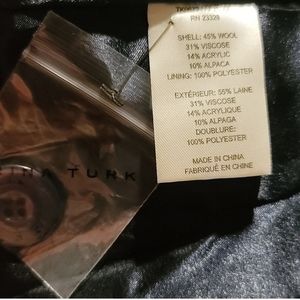 RN 23328
SHELL: 45% WOOL
31% VISCOSE
14% ACRYLIC
10% ALPACA
LINING: 100% POLYESTER
EXTÉRIEUR: 55% LAINE
31% VISCOSE
14% ACRYLIQUE
10% ALPAGA
DOUBLURE:
100% POLYESTER
MADE IN CHINA
FABRIQUÉ EN CHINE
TURK